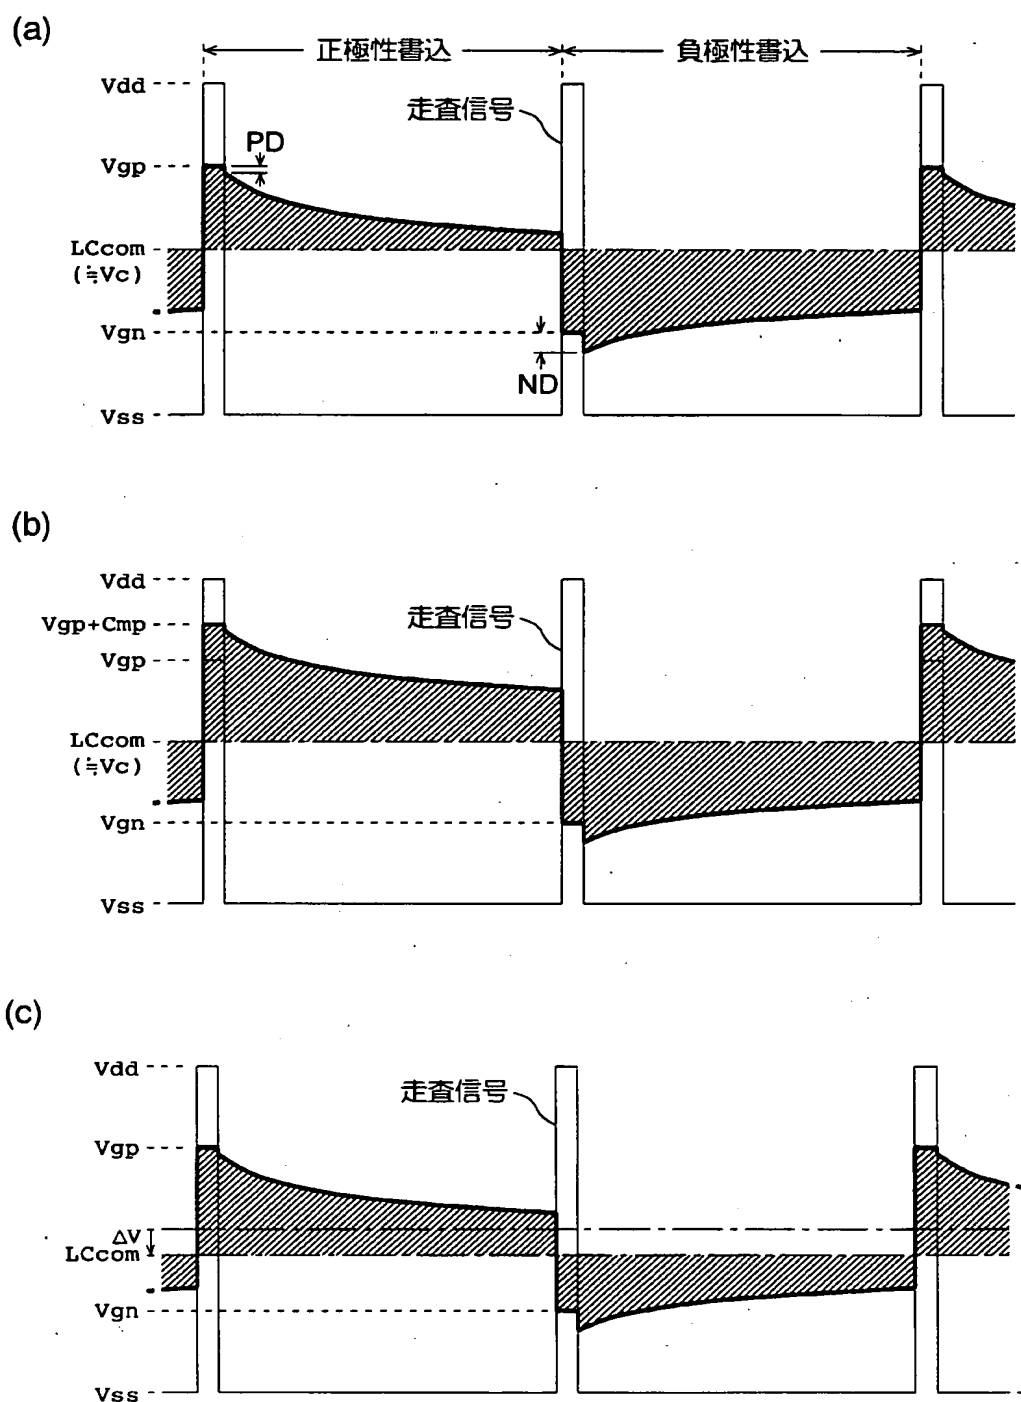 (a)
正極性書込
負極性書込
Vdd
走査信号
PD
Vgp
LCcom
(≒Vc)
Vgn
ND
Vss
(b)
Vdd
走査信号
Vgp+Cmp
Vgp
LCcom
(≒Vc)
Vgn
Vss
(c)
Vdd
走査信号
Vgp
ΔV
LCcom
Vgn
Vss